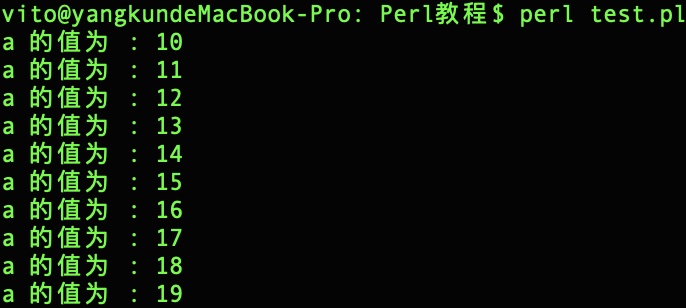 vito@yangkundeMacBook-Pro: Perl教程$ perl test.pl
a 的值为 : 10
a 的值为 : 11
a 的值为 : 12
a 的值为 : 13
a 的值为 : 14
a 的值为 : 15
a 的值为 : 16
a 的值为 : 17
a 的值为 : 18
a 的值为 : 19